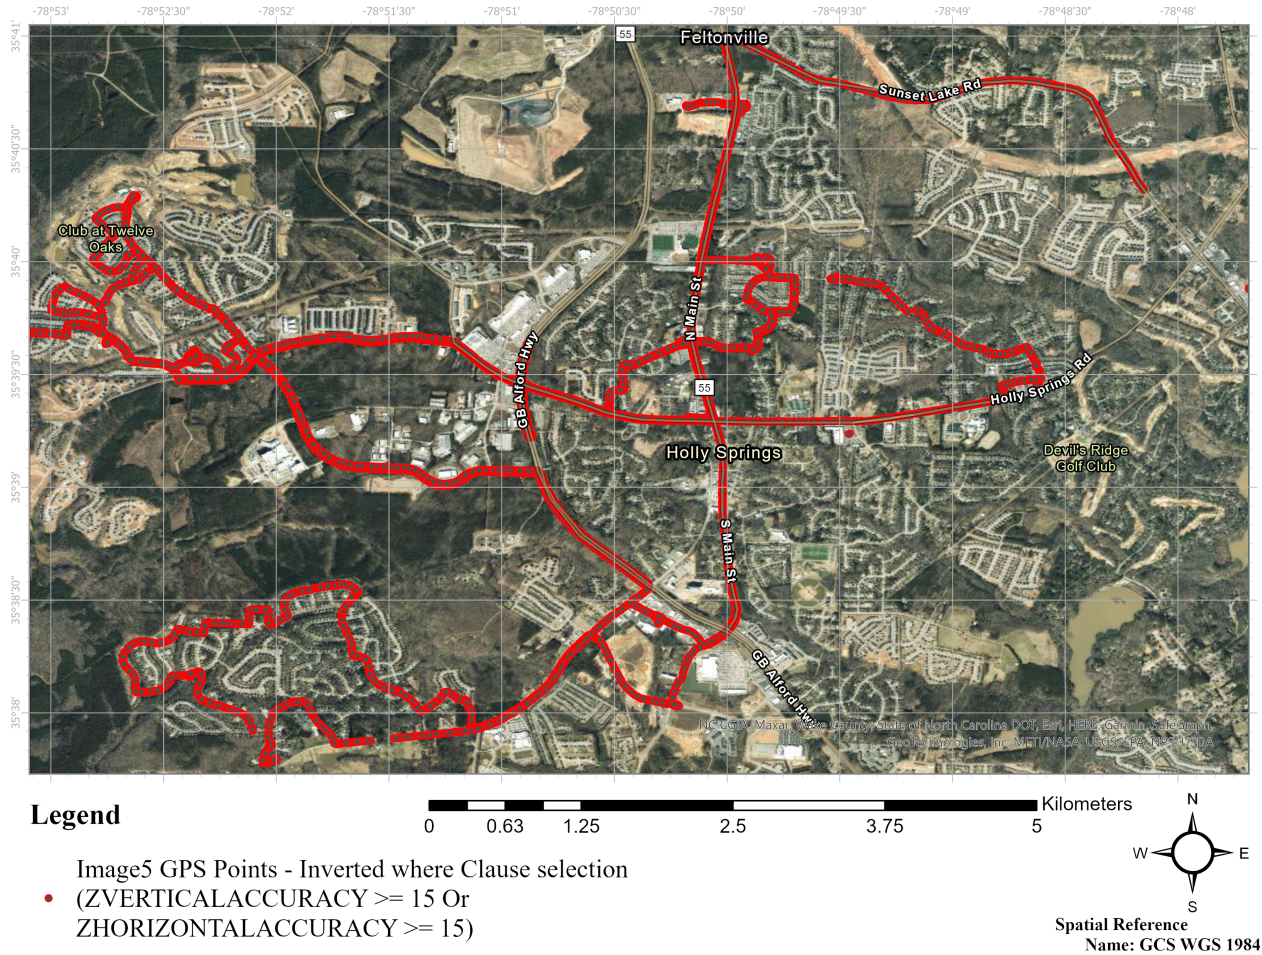 -78°53'
-78°52'30"
-78°52'
-78°51'30"
-78°51'
-78°50'30"
-78°50'
-78°49'30"
-78°49'
-78°48'30"
-78°48'
35°41'
35°40'30"
35°40'
35°39'30"
35°39'
35°38'30"
35°38'
55
Feltonville
Sunset Lake Rd
Club at Twelve
Oaks
N Main St
GB Alford Hwy
55
Holly Springs Rd
Holly Springs
Devil's Ridge
Golf Club
S Main St
GB Alford Hwy
NC CGIA, Maxar, Wake County, State of North Carolina DOT, Esri, HERE, Garmin, SafeGraph,
GeoTechnologies, Inc, METI/NASA, USGS, EPA, NPS, USDA
Legend
Kilometers
0 0.63 1.25 2.5 3.75 5
Image5 GPS Points - Inverted where Clause selection
(ZVERTICALACCURACY >= 15 Or
ZHORIZONTALACCURACY >= 15)
N
W E
S
Spatial Reference
Name: GCS WGS 1984